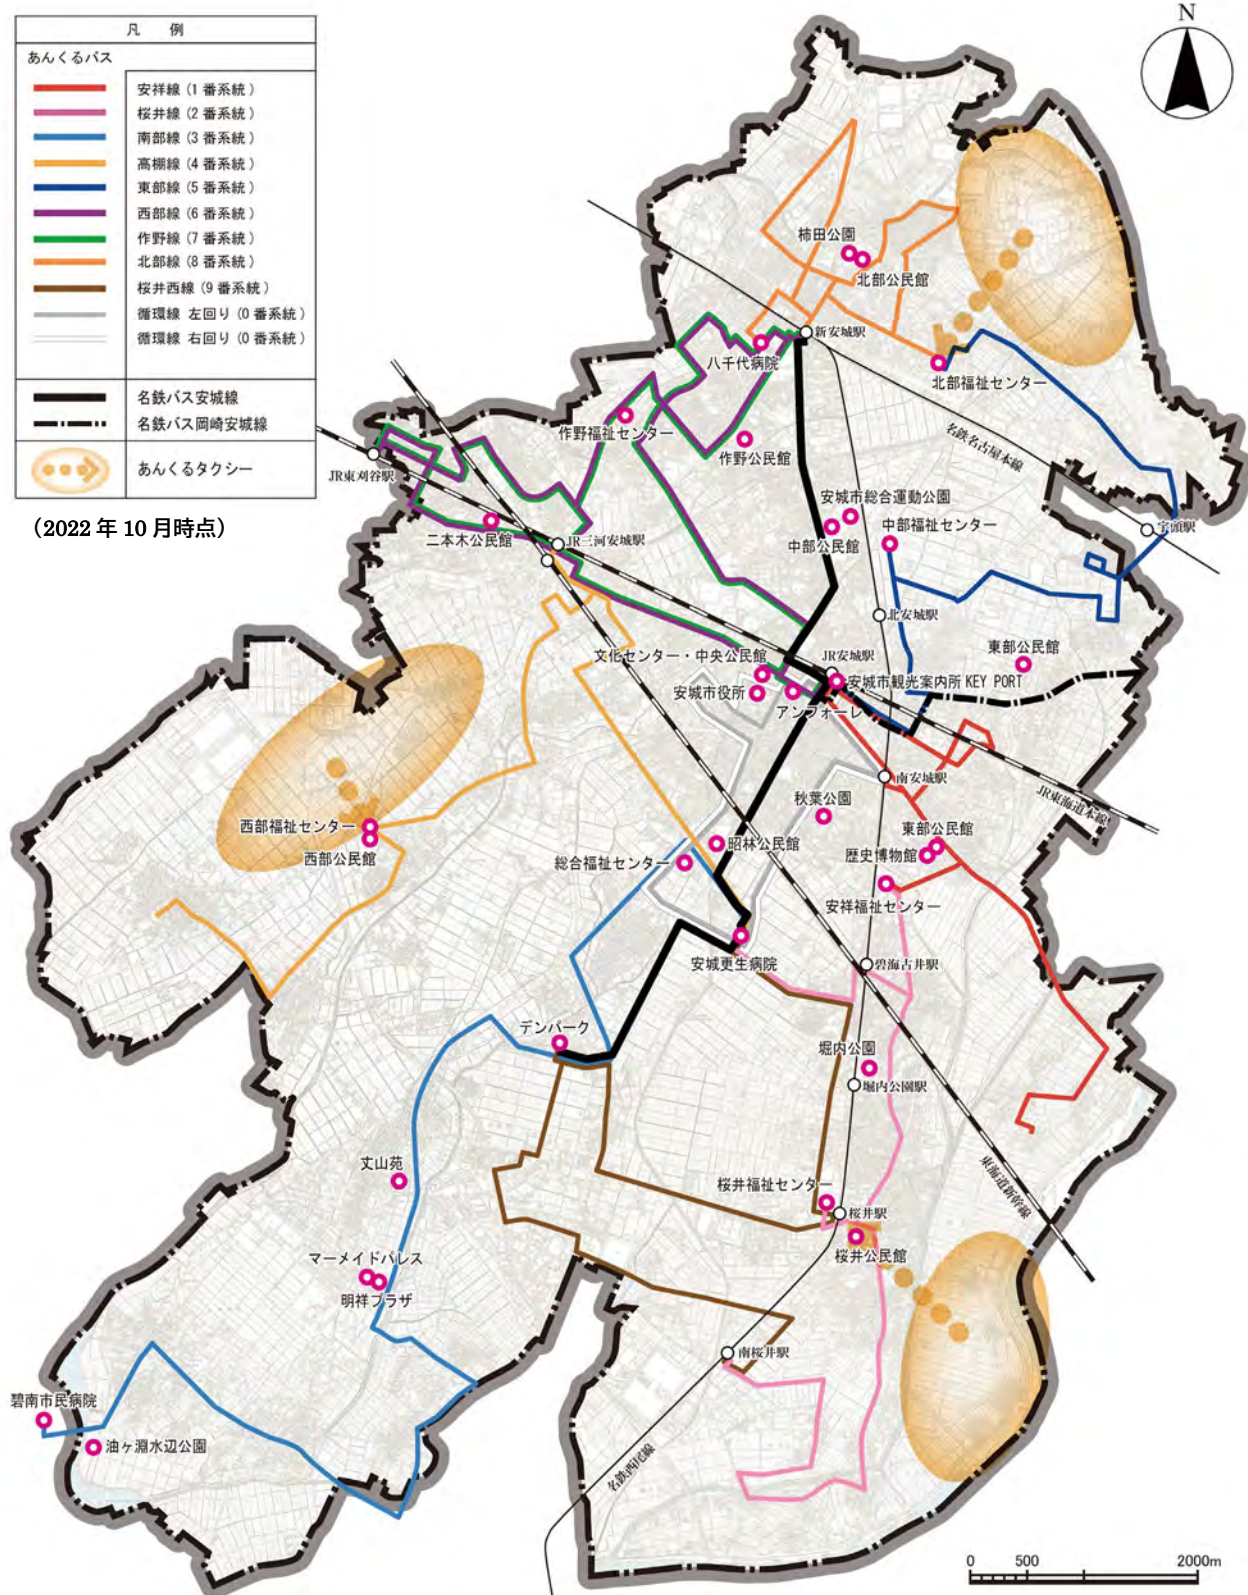 凡 例
あんくるバス
安祥線(1番系統)
桜井線(2番系統)
南部線(3番系統)
高棚線(4番系統)
東部線(5番系統)
西部線(6番系統)
作野線(7番系統)
北部線(8番系統)
桜井西線(9番系統)
循環線 左回り(0番系統)
循環線 右回り(0番系統)
名鉄バス安城線
名鉄バス岡崎安城線
あんくるタクシー
(2022年10月時点)
N
柿田公園
北部公民館
新安城駅
八千代病院
北部福祉センター
作野福祉センター
作野公民館
名鉄名古屋本線
JR東刈谷駅
安城市総合運動公園
中部福祉センター
宇頭駅
二本木公民館
JR三河安城駅
中部公民館
北安城駅
文化センター・中央公民館
JR安城駅
東部公民館
安城市役所
安城市観光案内所 KEY PORT
アンフォーレ
南安城駅
JR東海道本線
秋葉公園
西部福祉センター
西部公民館
総合福祉センター
昭林公民館
東部公民館
歴史博物館
安祥福祉センター
安城更生病院
碧海古井駅
デンパーク
堀内公園
堀内公園駅
丈山苑
桜井福祉センター
東海道新幹線
桜井駅
桜井公民館
マーメイドパレス
明祥プラザ
南桜井駅
碧南市民病院
油ヶ淵水辺公園
名鉄西尾線
0 500 2000m